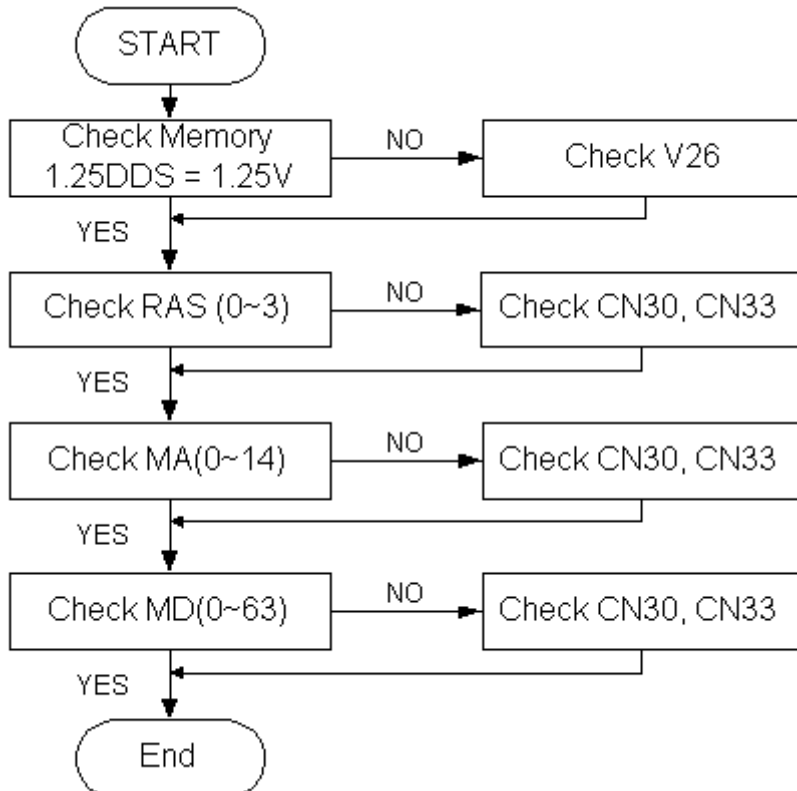 START
Check Memory
1.25DDS = 1.25V
NO
Check V26
YES
Check RAS (0~3)
NO
Check CN30, CN33
YES
Check MA(0~14)
NO
Check CN30, CN33
YES
Check MD(0~63)
NO
Check CN30, CN33
YES
End